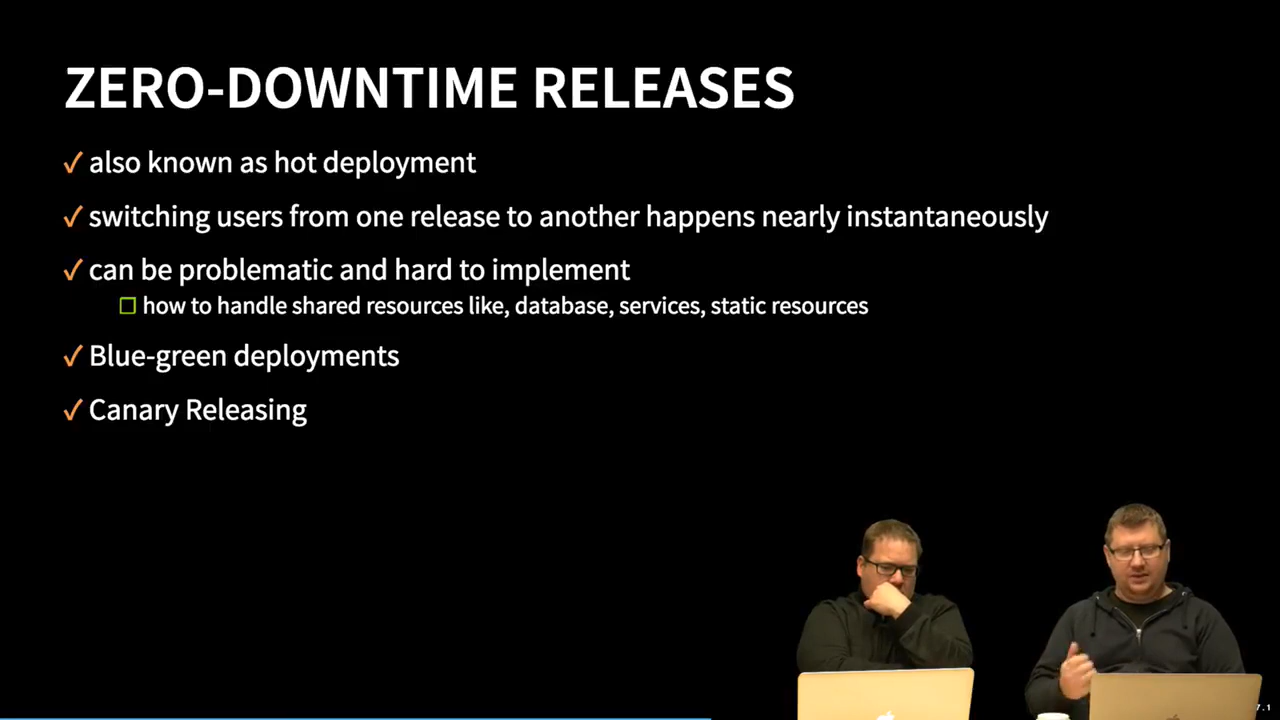 ZERO-DOWNTIME RELEASES
✓ also known as hot deployment
✓ switching users from one release to another happens nearly instantaneously
✓ can be problematic and hard to implement
☐ how to handle shared resources like, database, services, static resources
✓ Blue-green deployments
✓ Canary Releasing
7.1